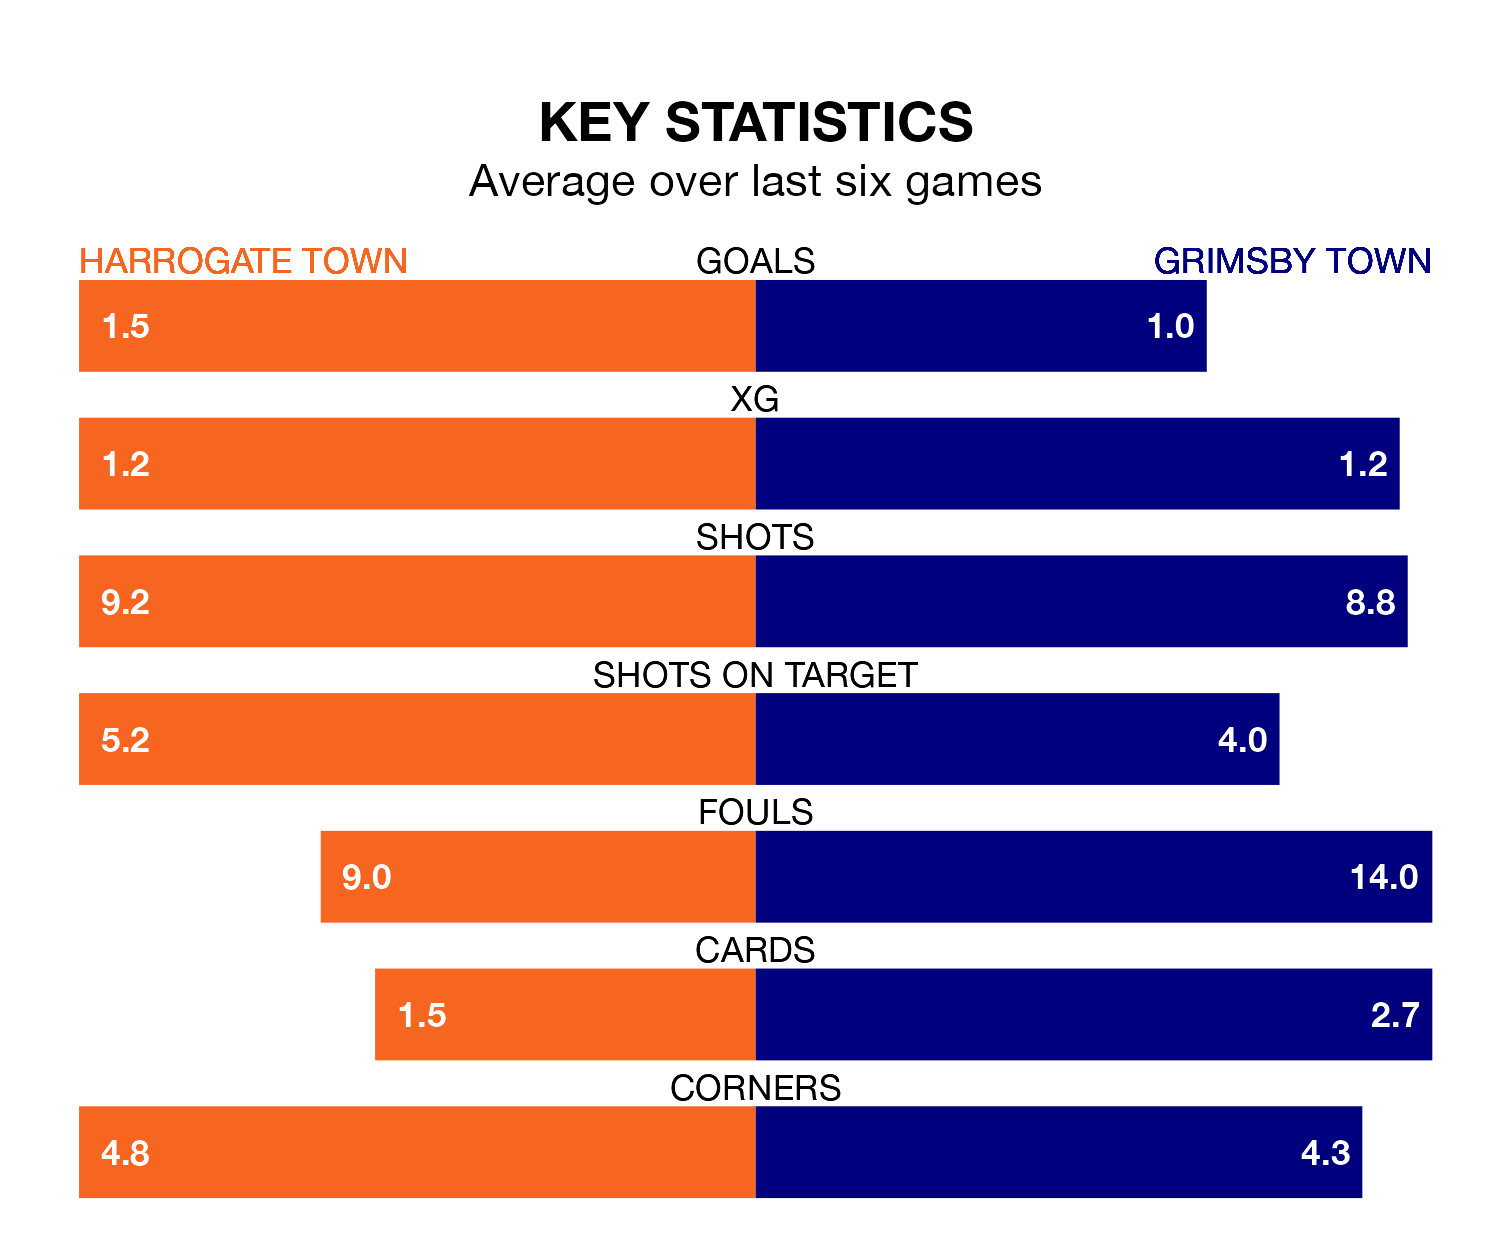 KEY STATISTICS
Average over last six games
HARROGATE TOWN GOALS GRIMSBY TOWN
1.5 1.0
XG
1.2 1.2
SHOTS
9.2 8.8
SHOTS ON TARGET
5.2 4.0
FOULS
9.0 14.0
CARDS
1.5 2.7
CORNERS
4.8 4.3